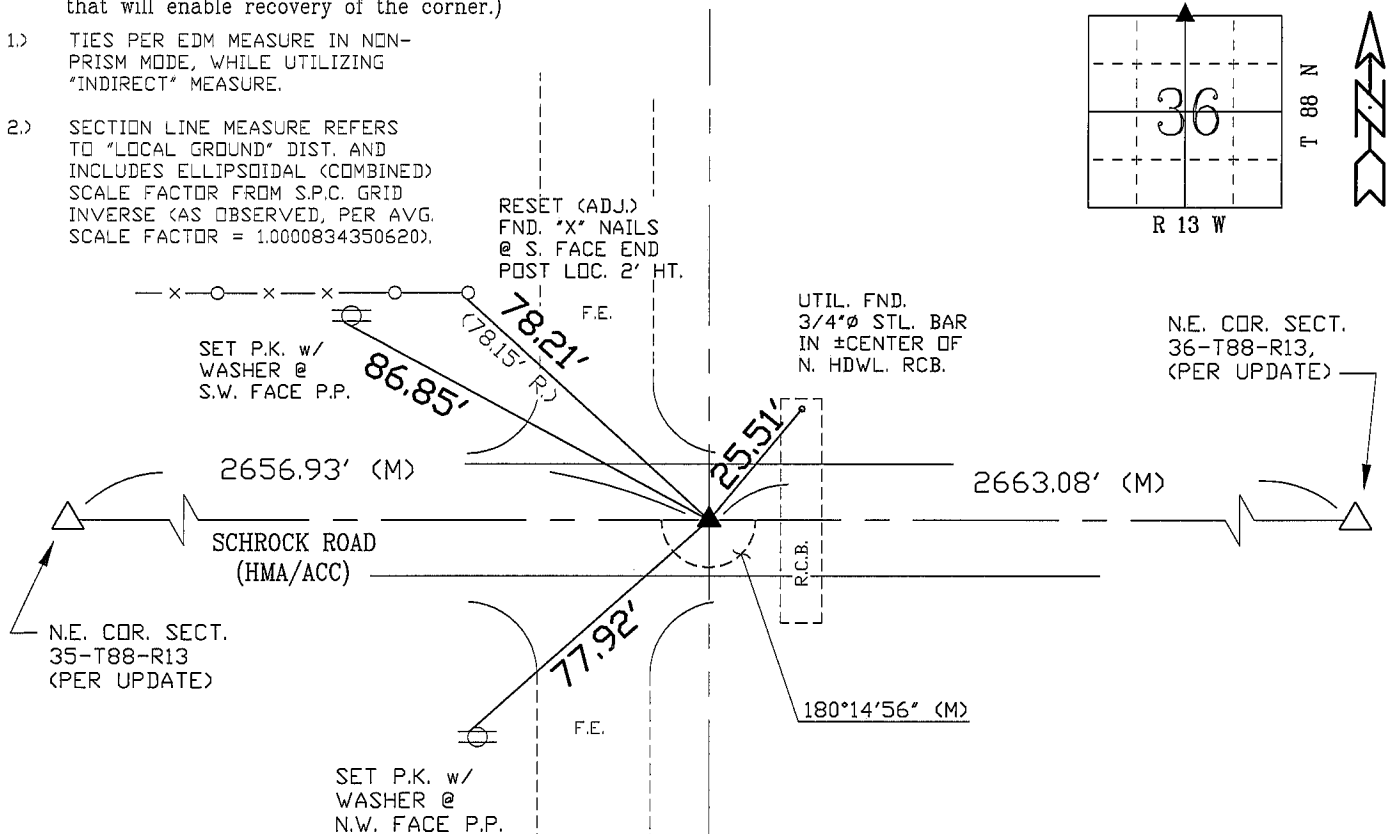 that will enable recovery of the corner.)
1.) TIES PER EDM MEASURE IN NON-
PRISM MODE, WHILE UTILIZING
"INDIRECT" MEASURE.
2.) SECTION LINE MEASURE REFERS
TO "LOCAL GROUND" DIST. AND
INCLUDES ELLIPSOIDAL (COMBINED)
SCALE FACTOR FROM S.P.C. GRID
INVERSE (AS OBSERVED, PER AVG.
SCALE FACTOR = 1.0000834350620).
36
T 88 N
R 13 W
N
RESET (ADJ.)
FND. "X" NAILS
@ S. FACE END
POST LOC. 2' HT.
F.E.
78.21'
(78.15' R.)
SET P.K. w/
WASHER @
S.W. FACE P.P.
86.85'
UTIL. FND.
3/4"Ø STL. BAR
IN ±CENTER OF
N. HDWL. RCB.
25.51'
N.E. COR. SECT.
36-T88-R13,
(PER UPDATE)
2656.93' (M)
2663.08' (M)
SCHROCK ROAD
(HMA/ACC)
R.C.B.
N.E. COR. SECT.
35-T88-R13
(PER UPDATE)
77.92'
180°14'56" (M)
F.E.
SET P.K. w/
WASHER @
N.W. FACE P.P.